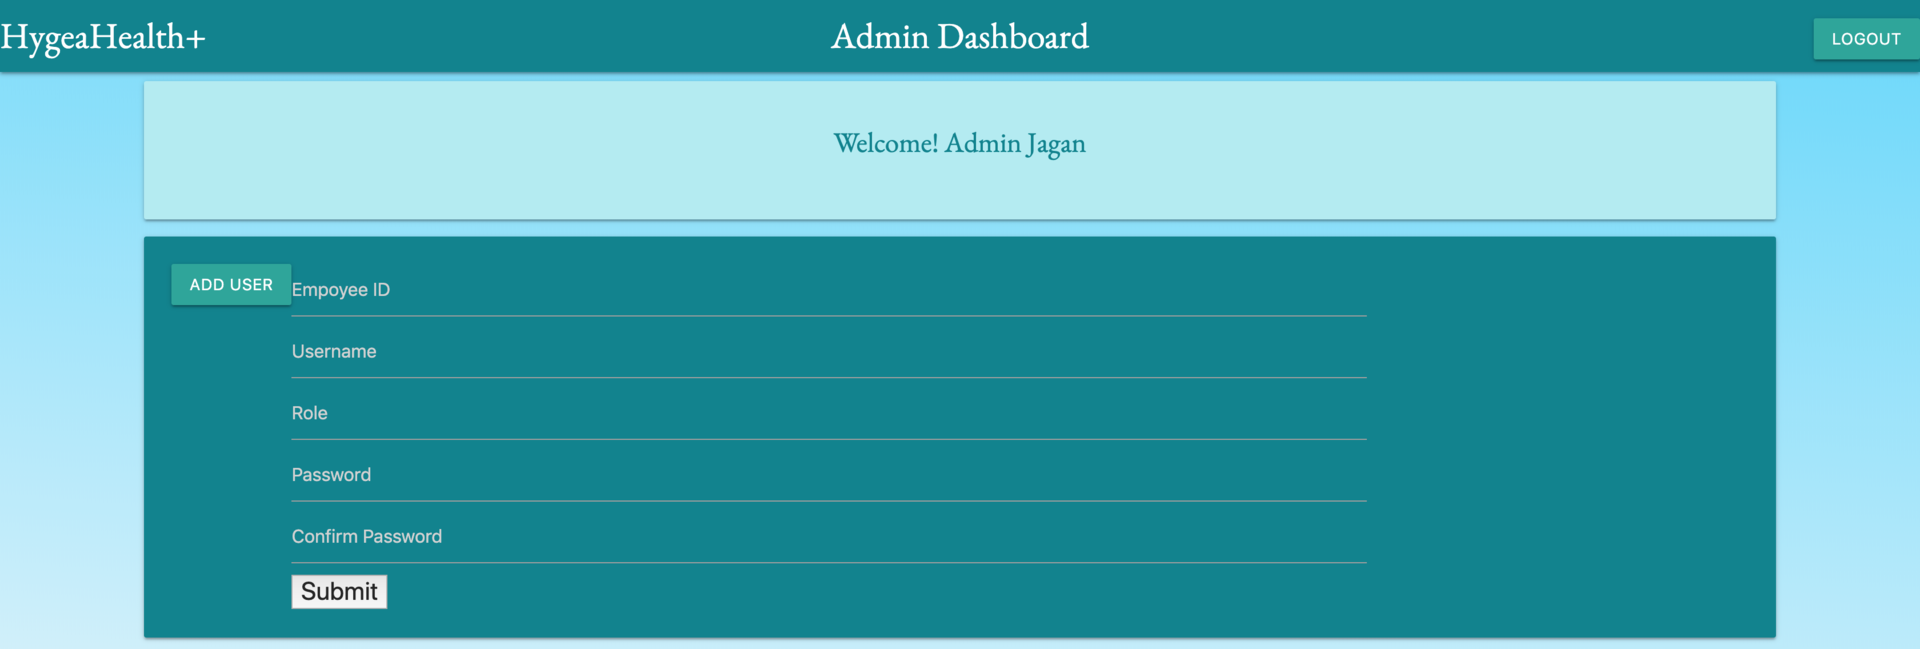 HygeaHealth+
Admin Dashboard
LOGOUT
Welcome! Admin Jagan
ADD USER
Empoyee ID
Username
Role
Password
Confirm Password
Submit